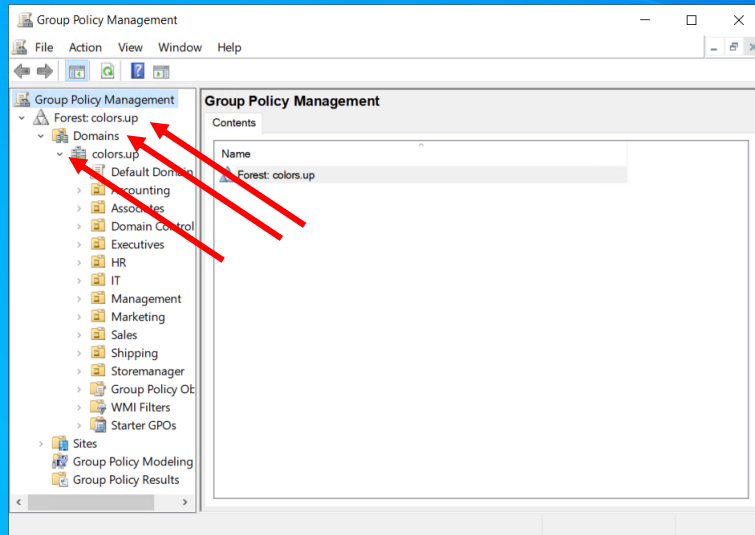 Group Policy Management
File Action View Window Help
Group Policy Management
Forest: colors.up
Domains
colors.up
Default Domain
Accounting
Associates
Domain Control
Executives
HR
IT
Management
Marketing
Sales
Shipping
Storemanager
Group Policy Ob
WMI Filters
Starter GPOs
Sites
Group Policy Modeling
Group Policy Results
Group Policy Management
Contents
Name
Forest: colors.up